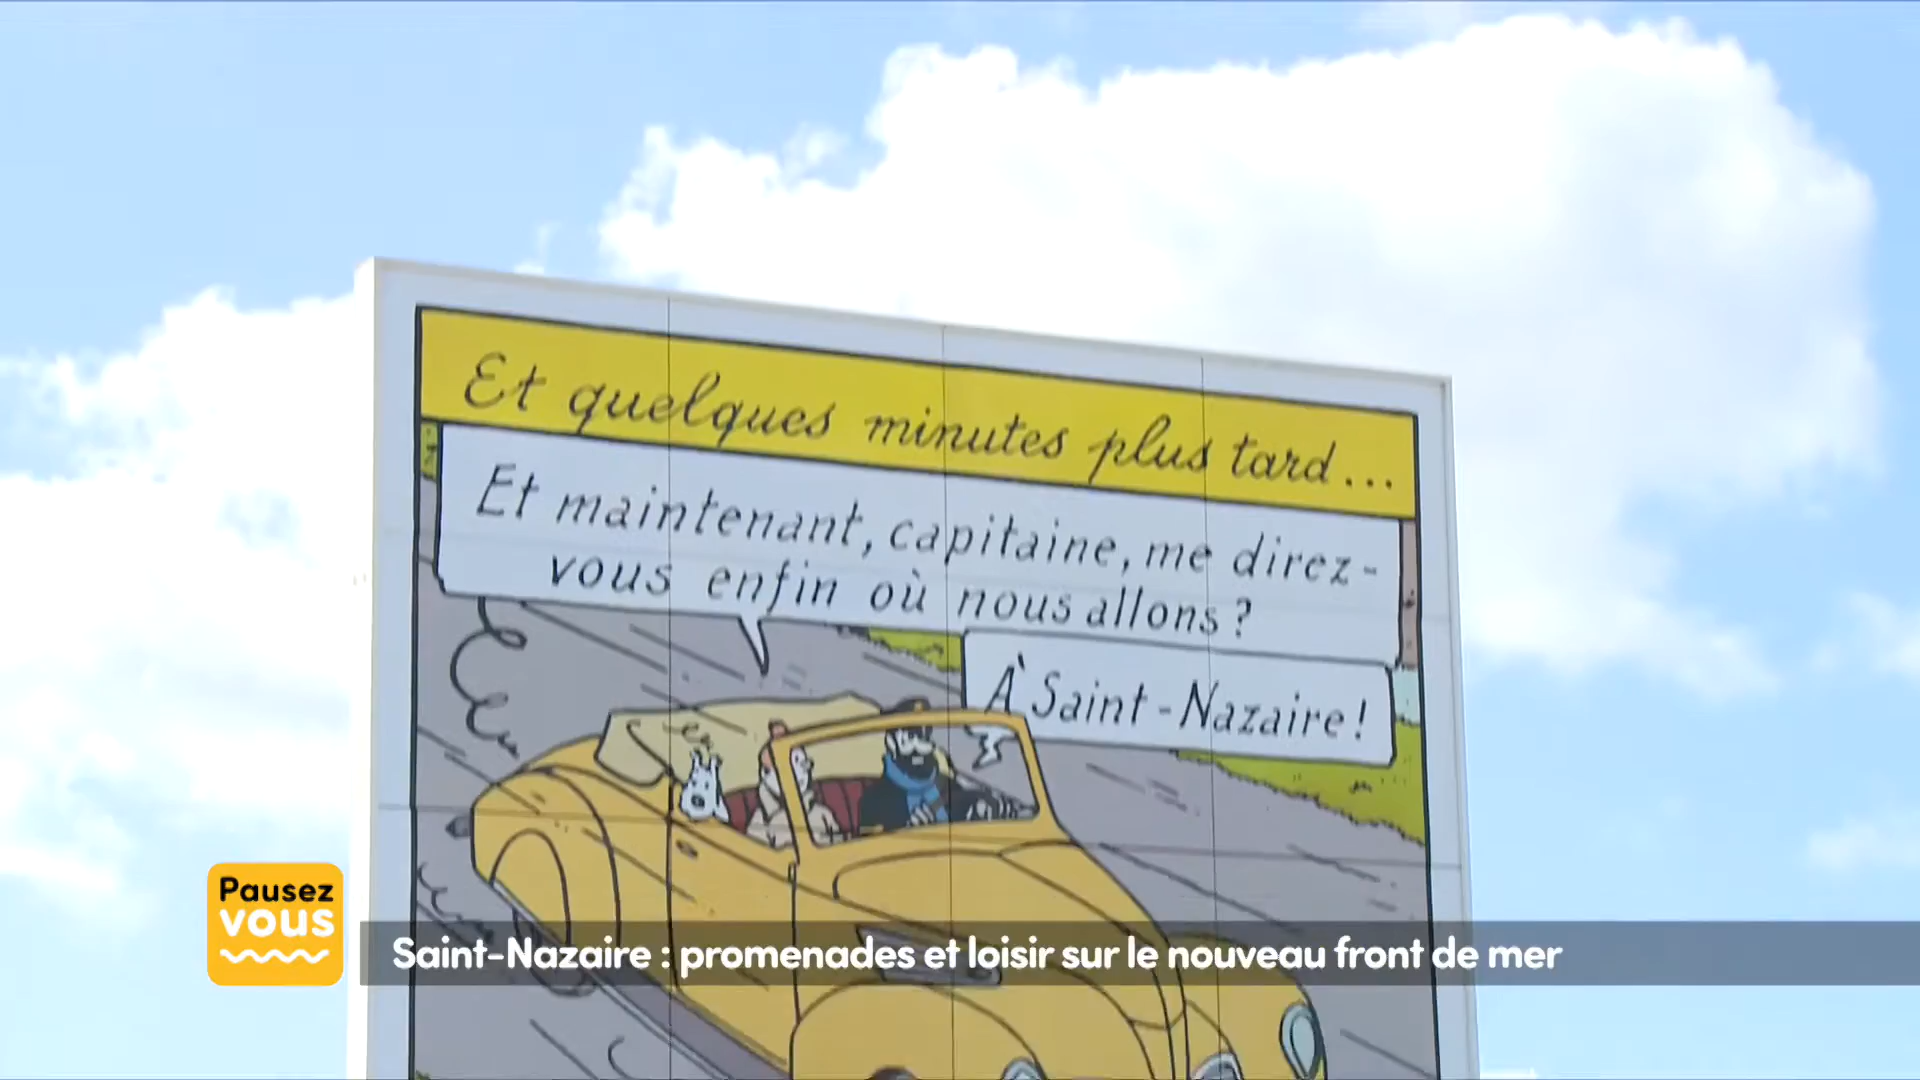 Et quelques minutes plus tard...
Et maintenant, capitaine, me direz-
vous enfin où nous allons?
À Saint-Nazaire!
Pausez
vous
Saint-Nazaire : promenades et loisir sur le nouveau front de mer